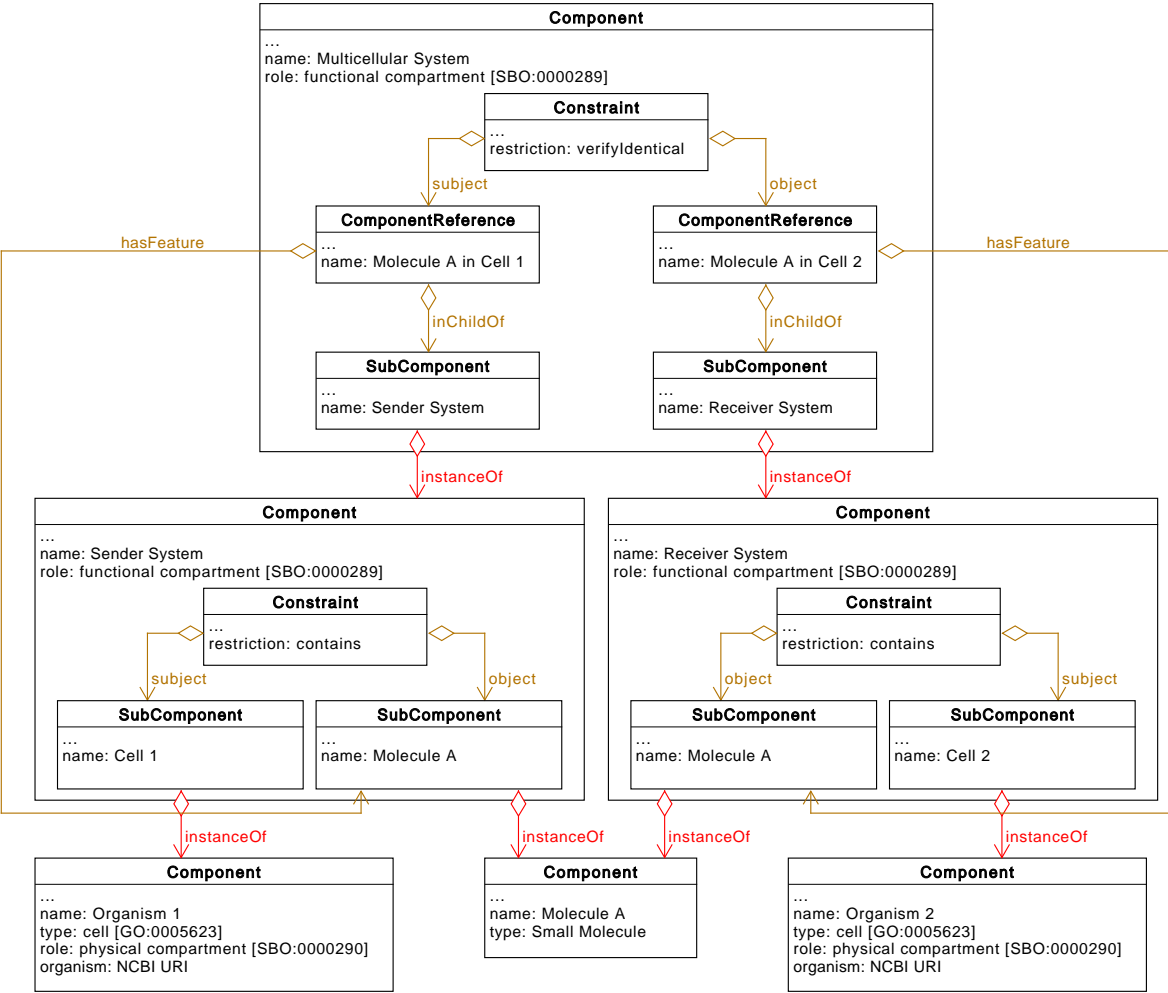 Component
...
name: Multicellular System
role: functional compartment [SBO:0000289]
Constraint
...
restriction: verifyIdentical
subject
object
ComponentReference
...
name: Molecule A in Cell 1
ComponentReference
...
name: Molecule A in Cell 2
hasFeature
hasFeature
inChildOf
inChildOf
SubComponent
...
name: Sender System
SubComponent
...
name: Receiver System
instanceOf
instanceOf
Component
...
name: Sender System
role: functional compartment [SBO:0000289]
Constraint
...
restriction: contains
subject
object
SubComponent
...
name: Cell 1
SubComponent
...
name: Molecule A
Component
...
name: Receiver System
role: functional compartment [SBO:0000289]
Constraint
...
restriction: contains
object
subject
SubComponent
...
name: Molecule A
SubComponent
...
name: Cell 2
instanceOf
instanceOf
instanceOf
instanceOf
Component
...
name: Organism 1
type: cell [GO:0005623]
role: physical compartment [SBO:0000290]
organism: NCBI URI
Component
...
name: Molecule A
type: Small Molecule
Component
...
name: Organism 2
type: cell [GO:0005623]
role: physical compartment [SBO:0000290]
organism: NCBI URI